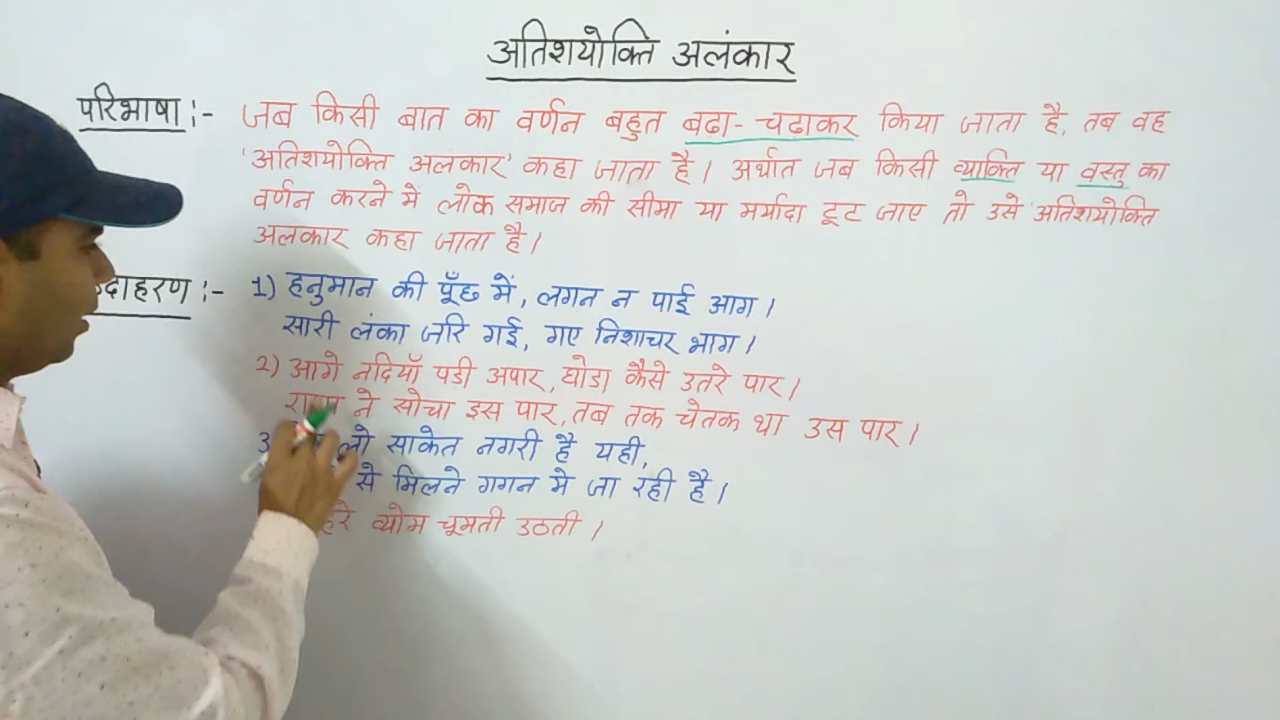 अतिशयोक्ति अलंकार
परिभाषा :- जब किसी बात का वर्णन बहुत बढ़ा-चढ़ाकर किया जाता है, तब वह
'अतिशयोक्ति अलंकार' कहा जाता है। अर्थात जब किसी व्यक्ति या वस्तु का
वर्णन करने में लोक समाज की सीमा या मर्यादा टूट जाए तो उसे 'अतिशयोक्ति
अलकार कहा जाता है।
दाहरण :- 1) हनुमान की पूँछ में, लगन न पाई आग।
सारी लंका जरि गई, गए निशाचर भाग।
2) आगे नदियाँ पडी अपार, घोडा कैसे उतरे पार।
ने सोचा इस पार, तब तक चेतक था उस पार।
लो साकेत नगरी है यही,
से मिलने गगन मे जा रही है।
व्योम चूमती उठती।